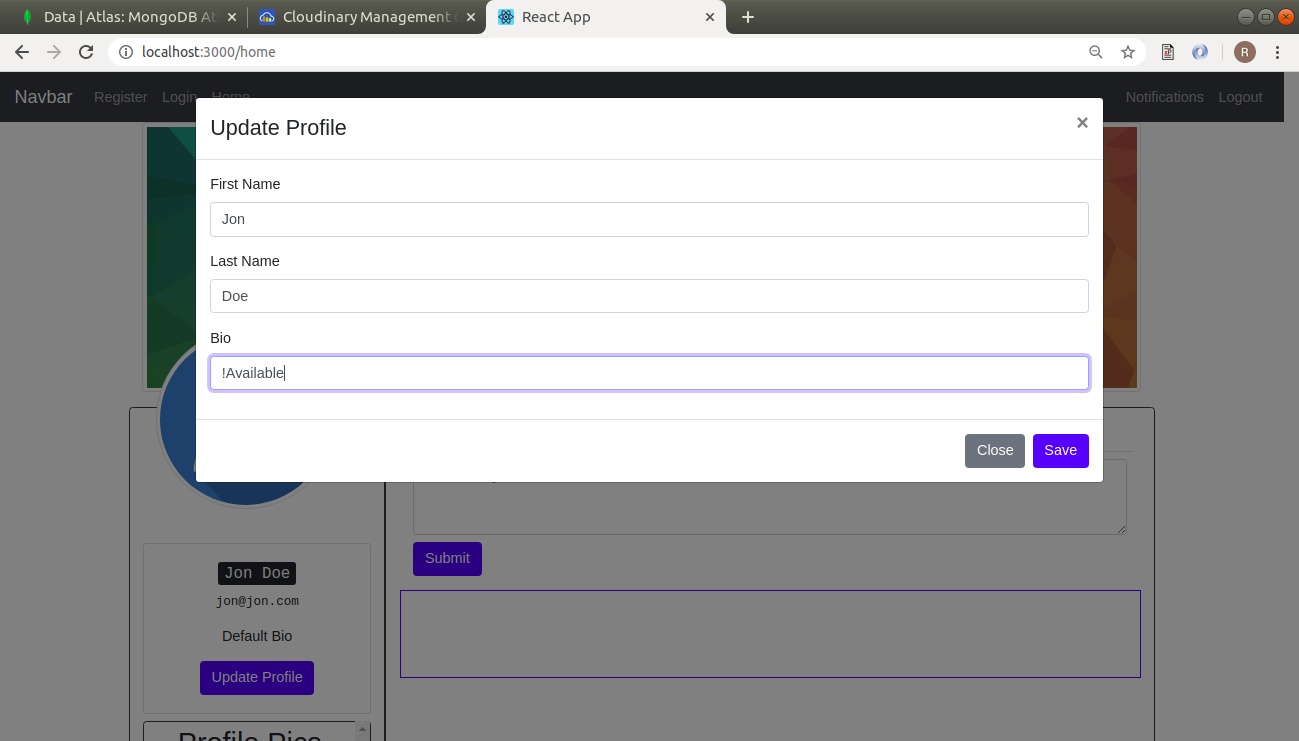 Data | Atlas: MongoDB At
Cloudinary Management
React App
localhost:3000/home
R
Navbar Register Login Home Notifications Logout
Update Profile
×
First Name
Jon
Last Name
Doe
Bio
!Available
Close Save
Submit
Jon Doe
jon@jon.com
Default Bio
Update Profile
Profile Pics